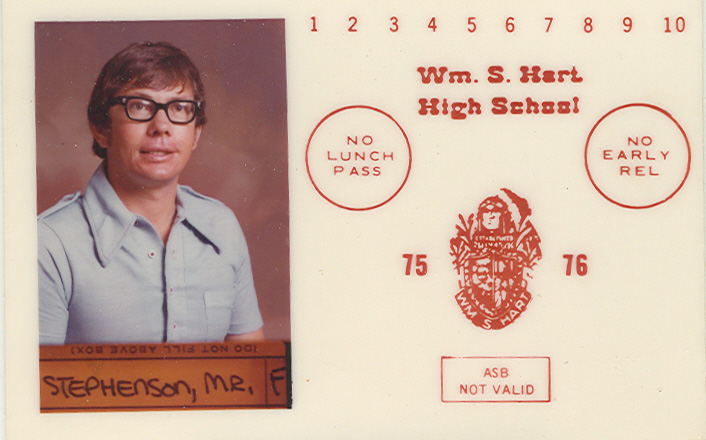 1 2 3 4 5 6 7 8 9 10
Wm. S. Hart
High School
NO
LUNCH
PASS
NO
EARLY
REL
75
76
WM S HART
ASB
NOT VALID
(DO NOT FILL ABOVE BOX)
STEPHENSON, MR. F